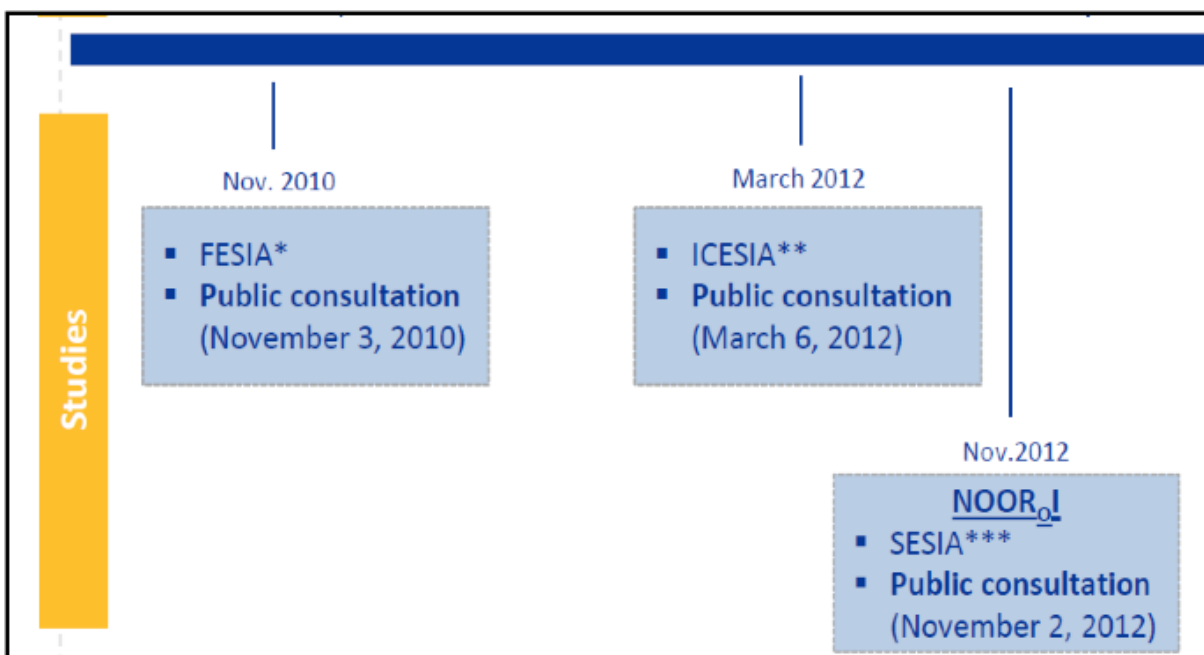 Studies
Nov. 2010
▪ FESIA*
▪ Public consultation
(November 3, 2010)
March 2012
▪ ICESIA**
▪ Public consultation
(March 6, 2012)
Nov.2012
NOORoI
▪ SESIA***
▪ Public consultation
(November 2, 2012)